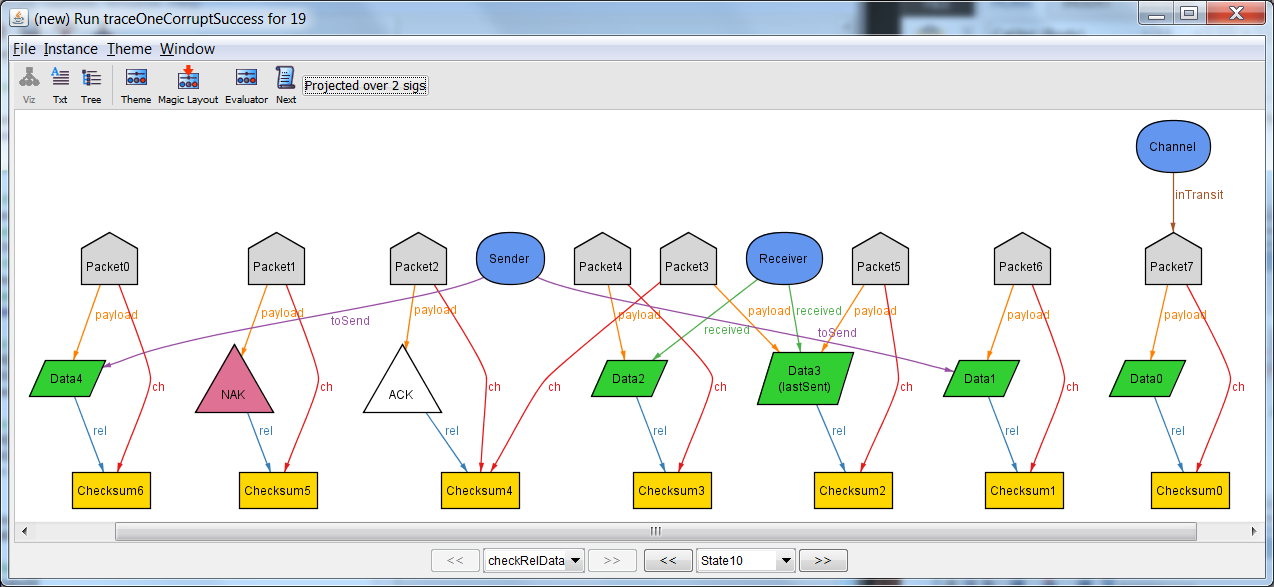 (new) Run traceOneCorruptSuccess for 19
File Instance Theme Window
Viz Txt Tree Theme Magic Layout Evaluator Next Projected over 2 sigs
Channel
inTransit
Packet0 Packet1 Packet2 Sender Packet4 Packet3 Receiver Packet5 Packet6 Packet7
payload payload toSend payload payload received payload received toSend payload payload payload
Data4 NAK ACK Data2 Data3 (lastSent) Data1 Data0
ch ch ch ch ch ch ch ch
rel rel rel rel rel rel rel
Checksum6 Checksum5 Checksum4 Checksum3 Checksum2 Checksum1 Checksum0
<< checkRelData >> << State10 >>